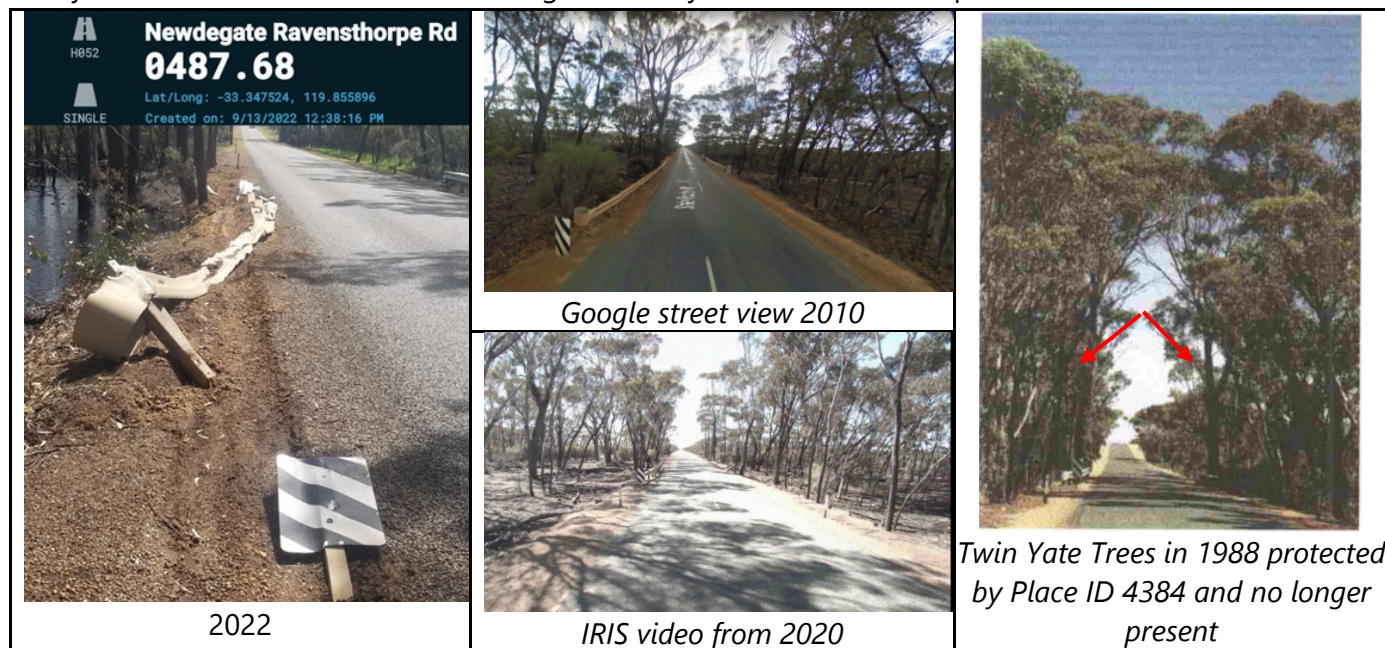 H052
Newdegate Ravensthorpe Rd
0487.68
SINGLE
Lat/Long: -33.347524, 119.855896
Created on: 9/13/2022 12:38:16 PM
2022
Google street view 2010
IRIS video from 2020
Twin Yate Trees in 1988 protected
by Place ID 4384 and no longer
present